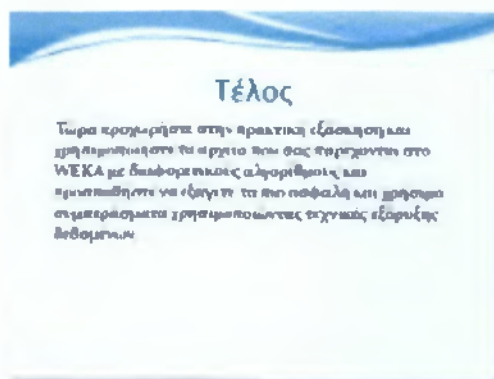 Τέλος
Τώρα προχωρήστε στην πρακτική εξάσκηση και
χρησιμοποιήστε τα αρχεία που σας παρέχονται στο
WEKA με διαφορετικούς αλγορίθμους και
προσπαθήστε να εξάγετε τα πιο ασφαλή και χρήσιμα
συμπεράσματα χρησιμοποιώντας τεχνικές εξόρυξης
δεδομένων